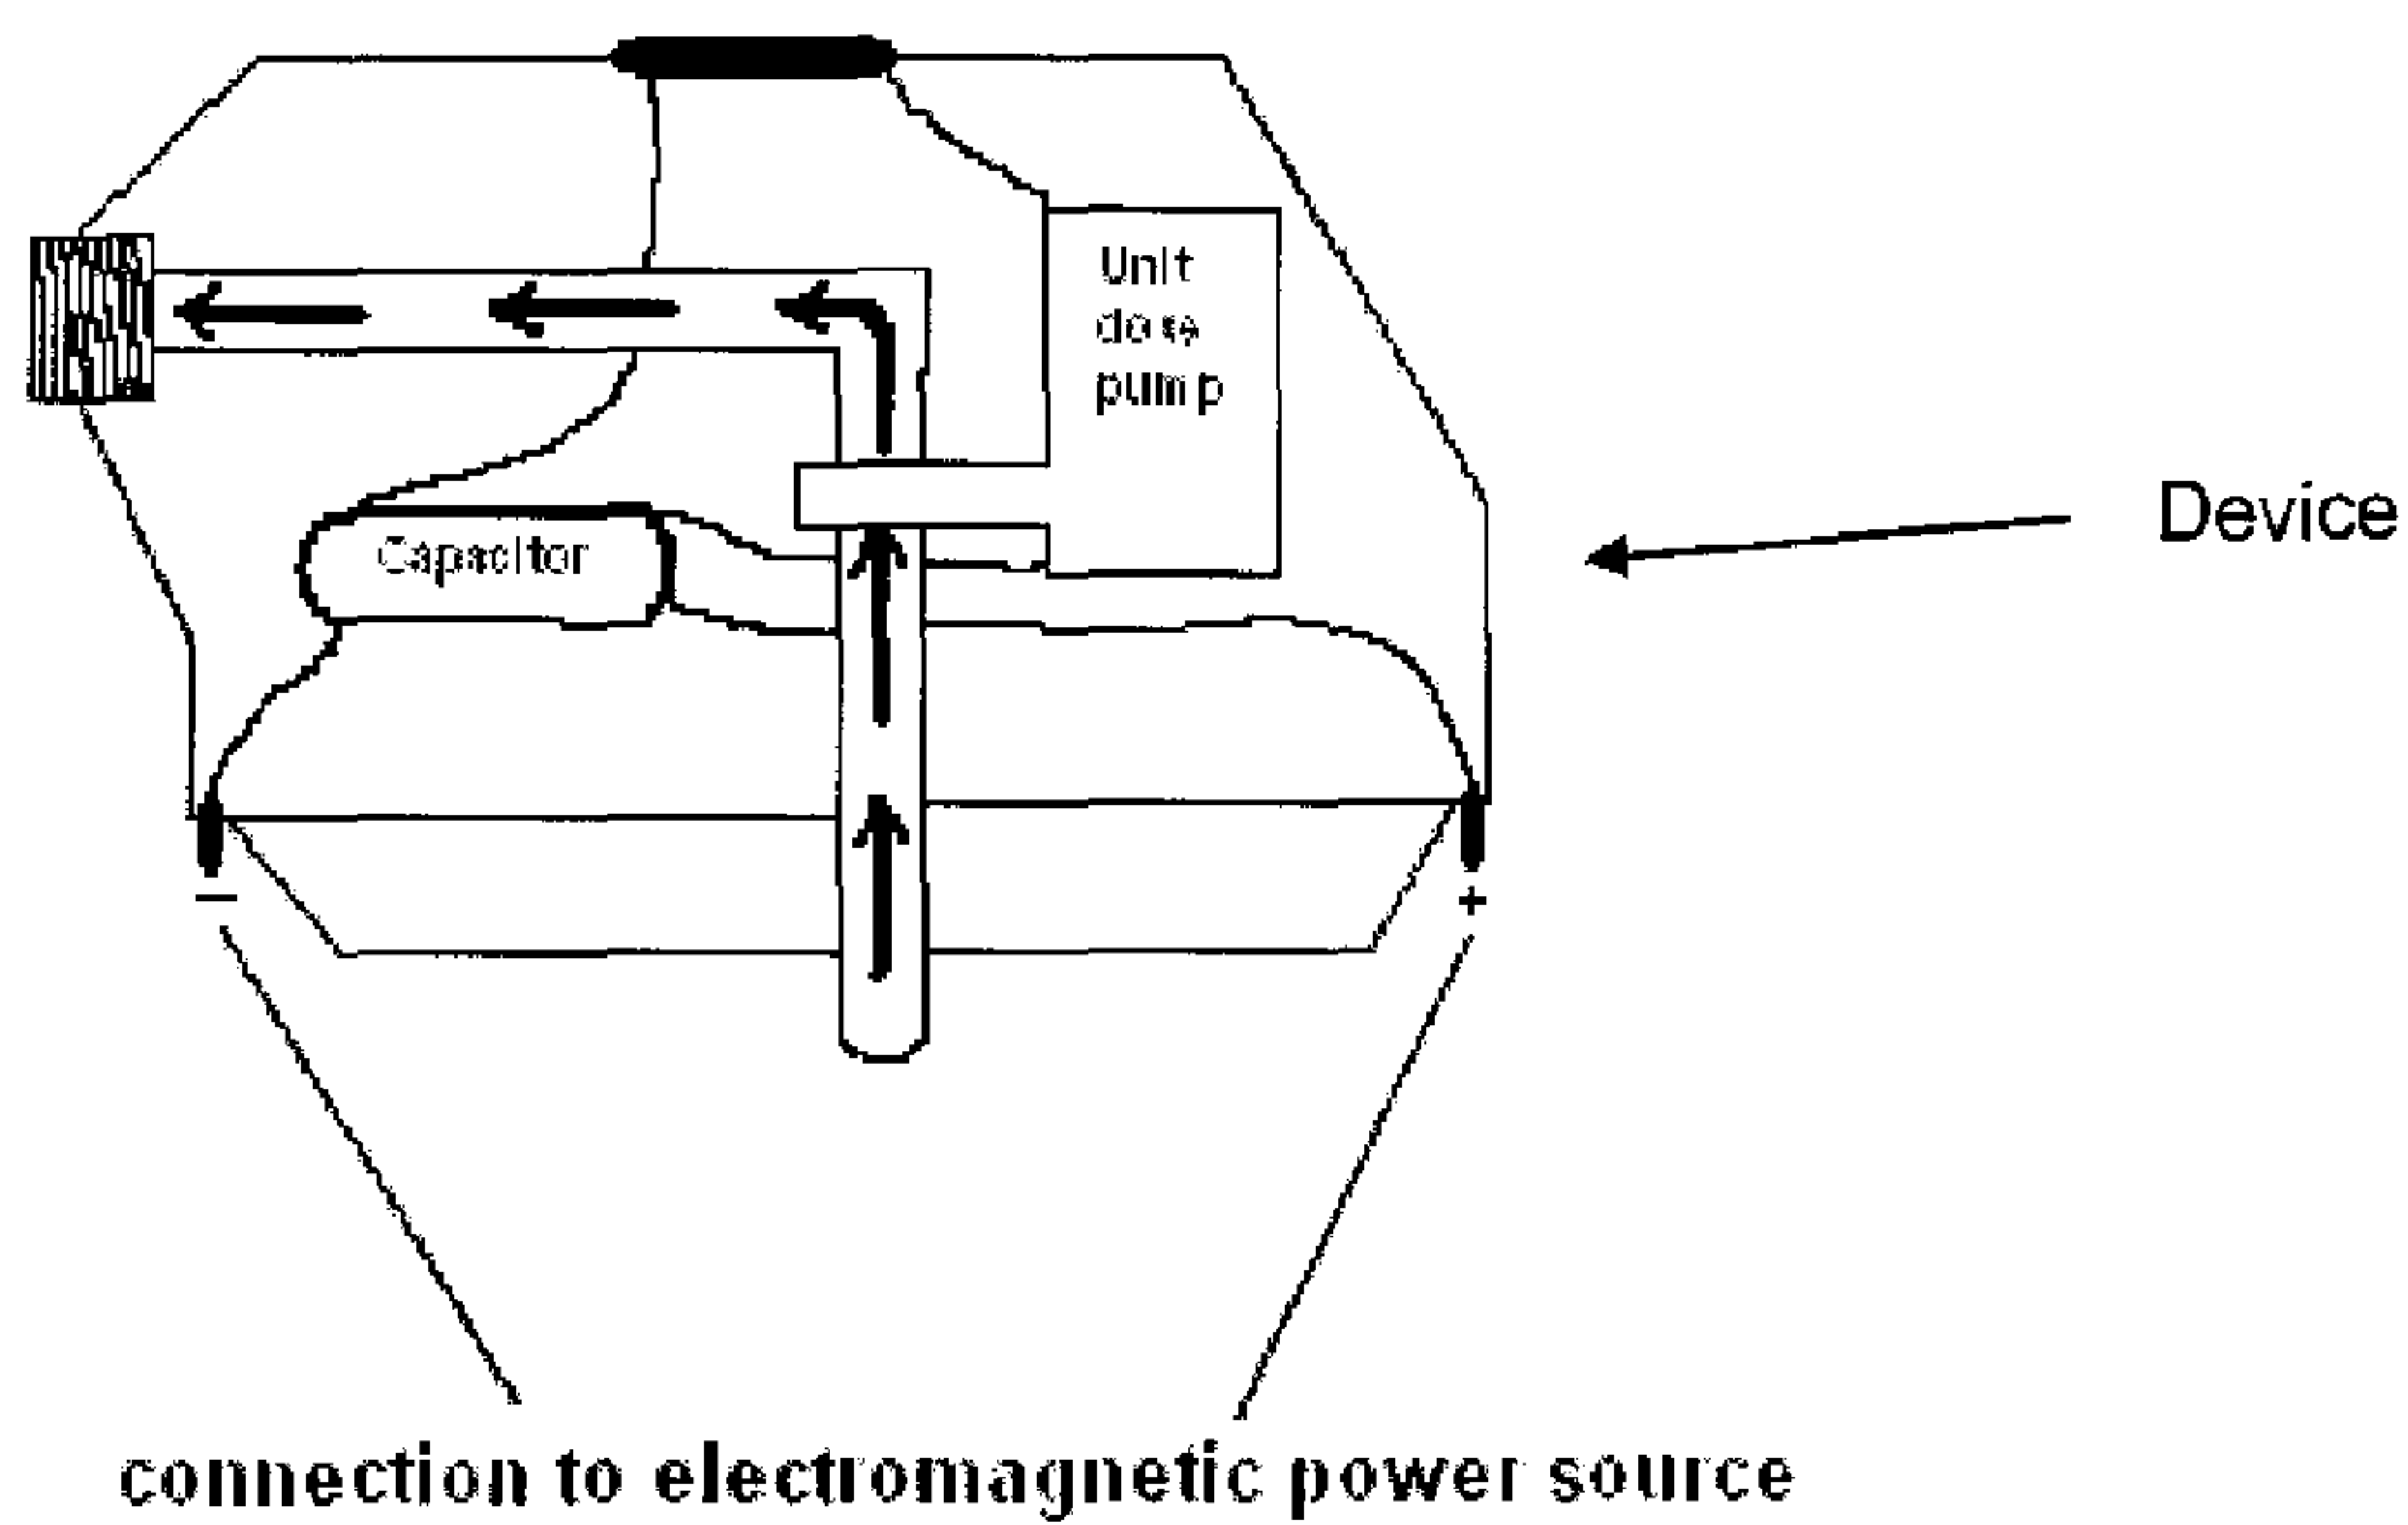 Unit
dose
pump
Capacitor
Device
−
+
connection to electromagnetic power source